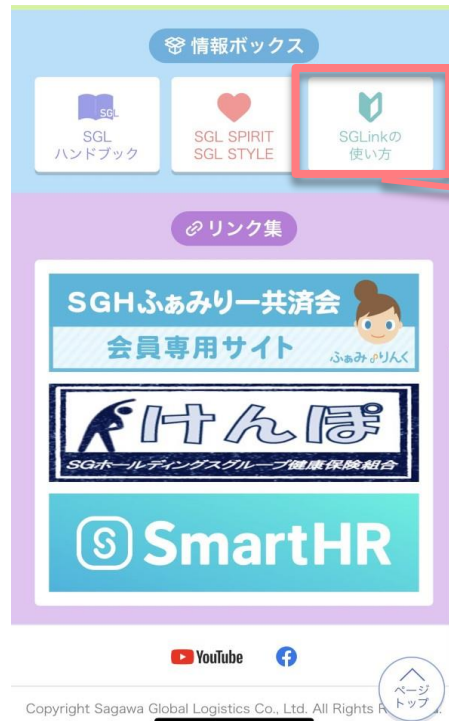 情報ボックス
SGL
SGL
ハンドブック
SGL SPIRIT
SGL STYLE
SGLinkの
使い方
リンク集
SGHふぁみりー共済会
会員専用サイト
ふぁみりんく
けんぽ
SGホールディングスグループ健康保険組合
SmartHR
YouTube
ページ
トップ
Copyright Sagawa Global Logistics Co., Ltd. All Rights